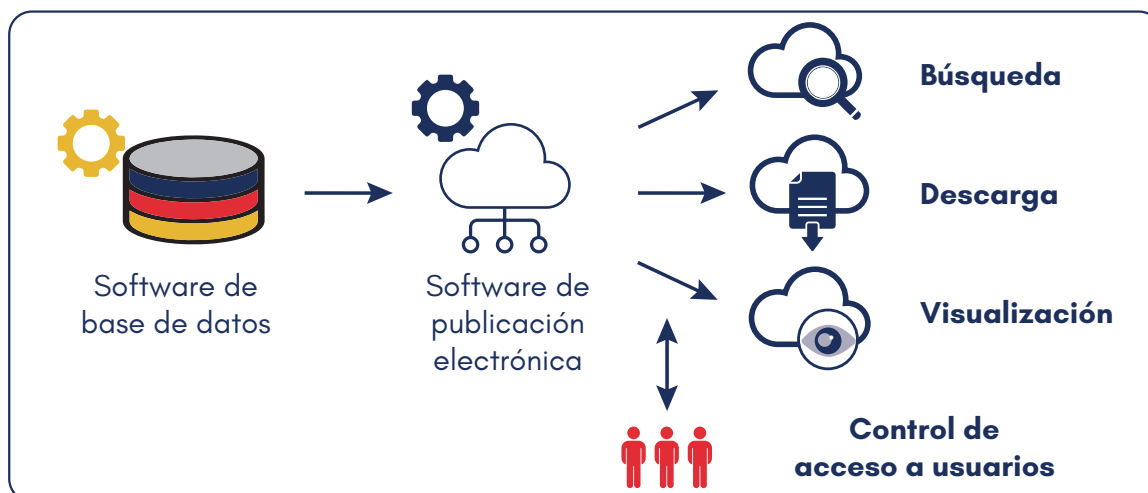 Software de
base de datos
Software de
publicación
electrónica
Búsqueda
Descarga
Visualización
Control de
acceso a usuarios